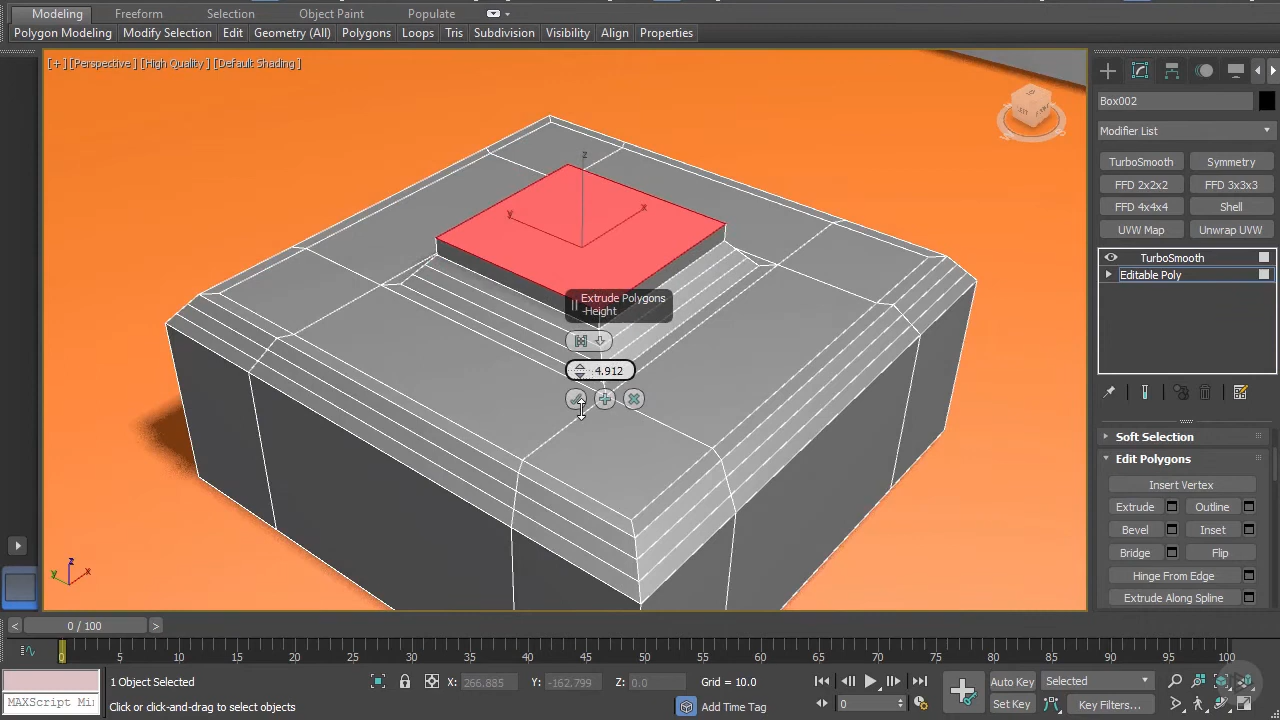 Modeling Freeform Selection Object Paint Populate
Polygon Modeling Modify Selection Edit Geometry (All) Polygons Loops Tris Subdivision Visibility Align Properties
[+] [Perspective] [High Quality] [Default Shading]
Box002
Modifier List
TurboSmooth Symmetry
FFD 2x2x2 FFD 3x3x3
FFD 4x4x4 Shell
UVW Map Unwrap UVW
TurboSmooth
Editable Poly
z
y x
Extrude Polygons
-Height
4.912
Soft Selection
Edit Polygons
Insert Vertex
Extrude Outline
Bevel Inset
Bridge Flip
Hinge From Edge
Extrude Along Spline
z
y x
< 0 / 100 >
0 5 10 15 20 25 30 35 40 45 50 55 60 65 70 75 80 85 90 95 100
1 Object Selected X: 266.885 Y: -162.799 Z: 0.0 Grid = 10.0 Auto Key Selected
MAXScript Mi Click or click-and-drag to select objects Add Time Tag 0 Set Key Key Filters...